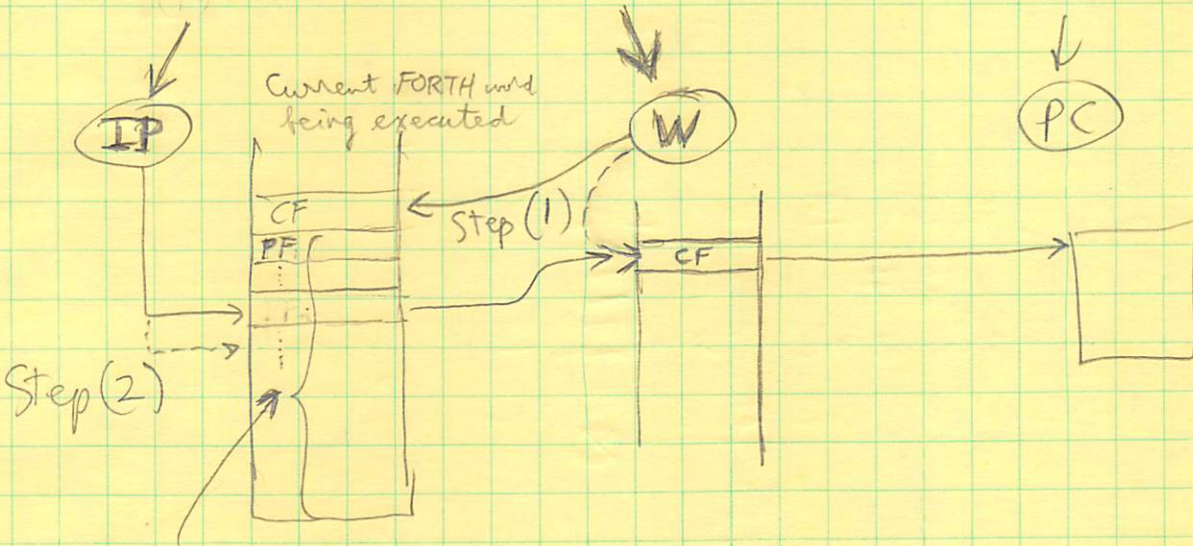 IP
Current FORTH word
being executed
W
PC
CF
Step (1)
PF
CF
Step (2)